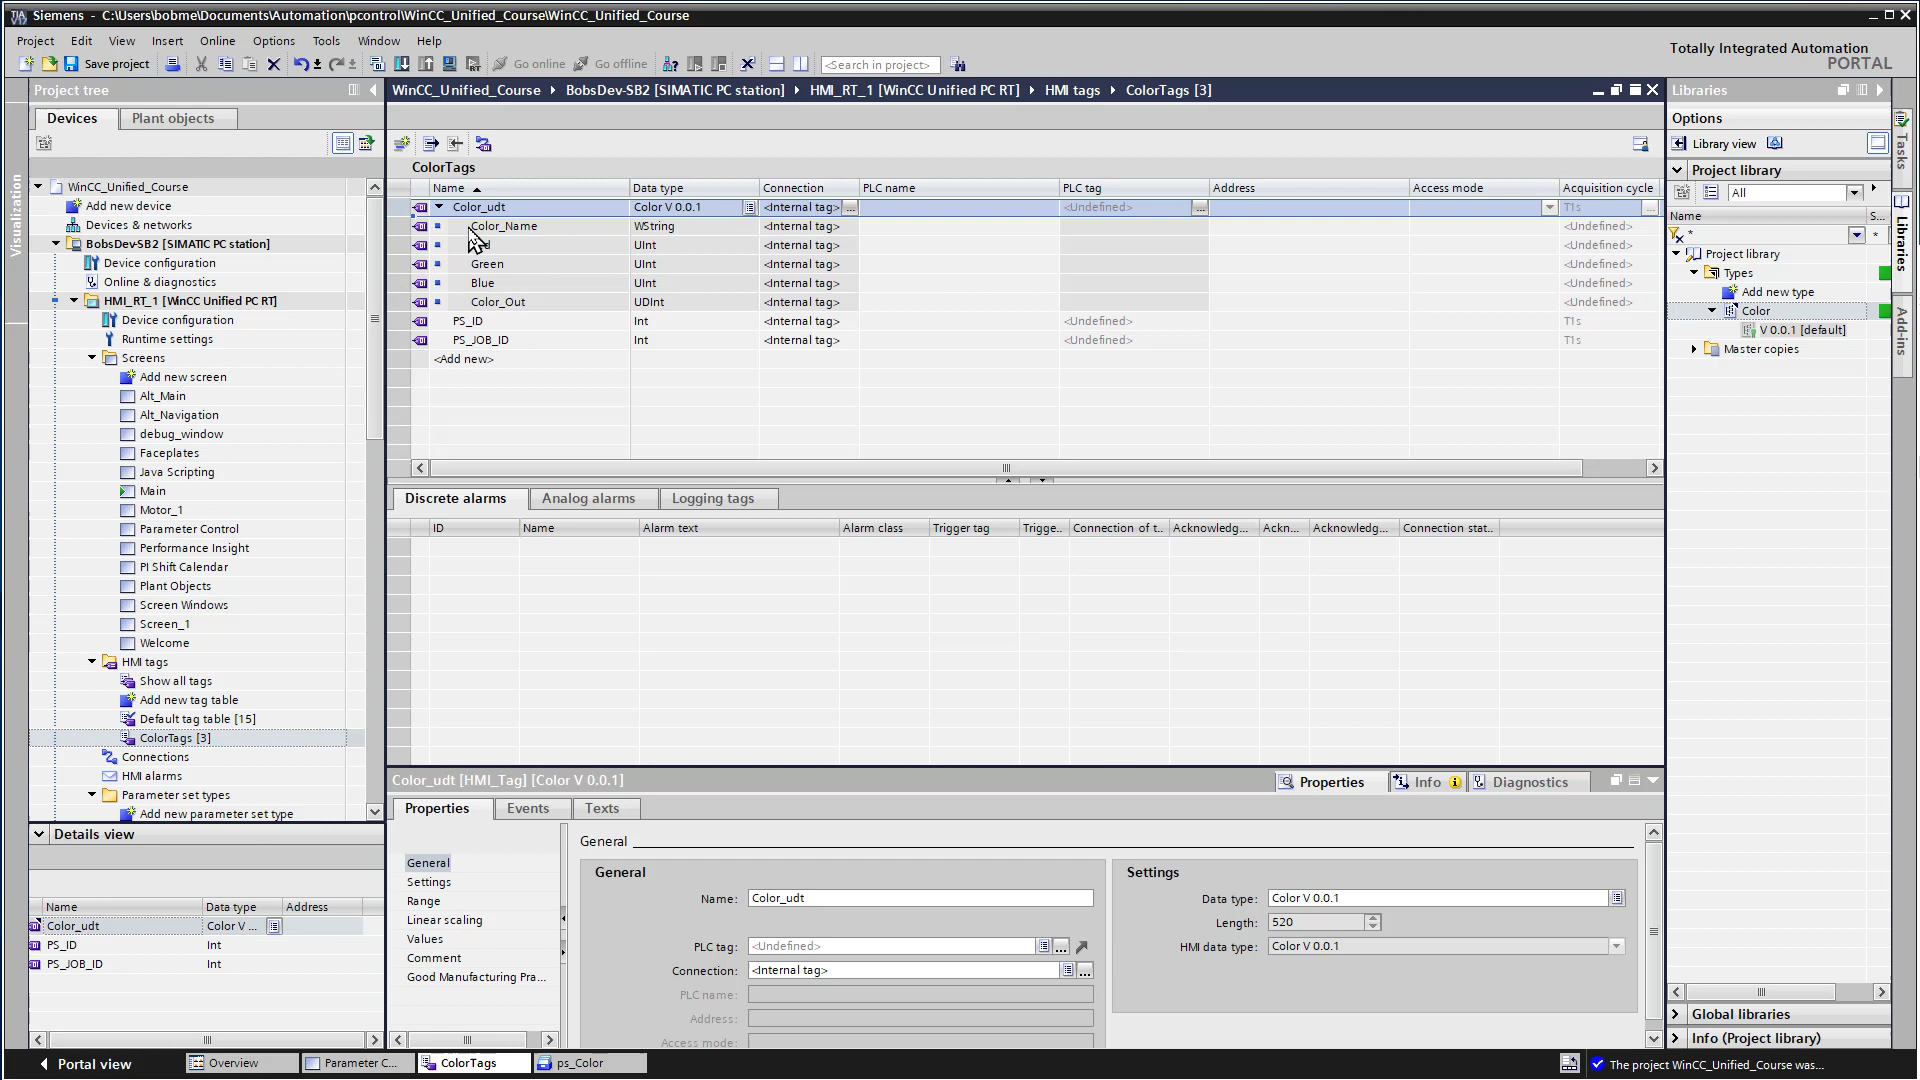 Siemens - C:\Users\bobme\Documents\Automation\pcontrol\WinCC_Unified_Course\WinCC_Unified_Course
Project Edit View Insert Online Options Tools Window Help
Totally Integrated Automation
PORTAL
Save project
Go online
Go offline
<Search in project>
Project tree
WinCC_Unified_Course
BobsDev-SB2 [SIMATIC PC station]
HMI_RT_1 [WinCC Unified PC RT]
HMI tags
ColorTags [3]
Libraries
Devices
Plant objects
Options
Library view
Visualization
WinCC_Unified_Course
Add new device
Devices & networks
BobsDev-SB2 [SIMATIC PC station]
Device configuration
Online & diagnostics
HMI_RT_1 [WinCC Unified PC RT]
Device configuration
Runtime settings
Screens
Add new screen
Alt_Main
Alt_Navigation
debug_window
Faceplates
Java Scripting
Main
Motor_1
Parameter Control
Performance Insight
PI Shift Calendar
Plant Objects
Screen Windows
Screen_1
Welcome
HMI tags
Show all tags
Add new tag table
Default tag table [15]
ColorTags [3]
Connections
HMI alarms
Parameter set types
Add new parameter set type
Details view
Name Data type Address
Color_udt Color V ...
PS_ID Int
PS_JOB_ID Int
ColorTags
Name Data type Connection PLC name PLC tag Address Access mode Acquisition cycle
Color_udt Color V 0.0.1 <Internal tag> ... <Undefined> ... T1s ...
Color_Name WString <Internal tag> <Undefined>
UInt <Internal tag> <Undefined>
Green UInt <Internal tag> <Undefined>
Blue UInt <Internal tag> <Undefined>
Color_Out UDInt <Internal tag> <Undefined>
PS_ID Int <Internal tag> <Undefined> T1s
PS_JOB_ID Int <Internal tag> <Undefined> T1s
<Add new>
Discrete alarms
Analog alarms
Logging tags
ID Name Alarm text Alarm class Trigger tag Trigge.. Connection of t.. Acknowledg... Ackn... Acknowledg... Connection stat..
Color_udt [HMI_Tag] [Color V 0.0.1]
Properties
Info
Diagnostics
Properties
Events
Texts
General
Settings
Range
Linear scaling
Values
Comment
Good Manufacturing Pra...
General
General
Name: Color_udt
PLC tag: <Undefined> ...
Connection: <Internal tag> ...
PLC name:
Address:
Access mode:
Settings
Data type: Color V 0.0.1
Length: 520
HMI data type: Color V 0.0.1
Project library
All
Name S...
* *
Project library
Types
Add new type
Color
V 0.0.1 [default]
Master copies
Global libraries
Info (Project library)
Tasks
Libraries
Add-ins
Portal view
Overview
Parameter C...
ColorTags
ps_Color
The project WinCC_Unified_Course was...